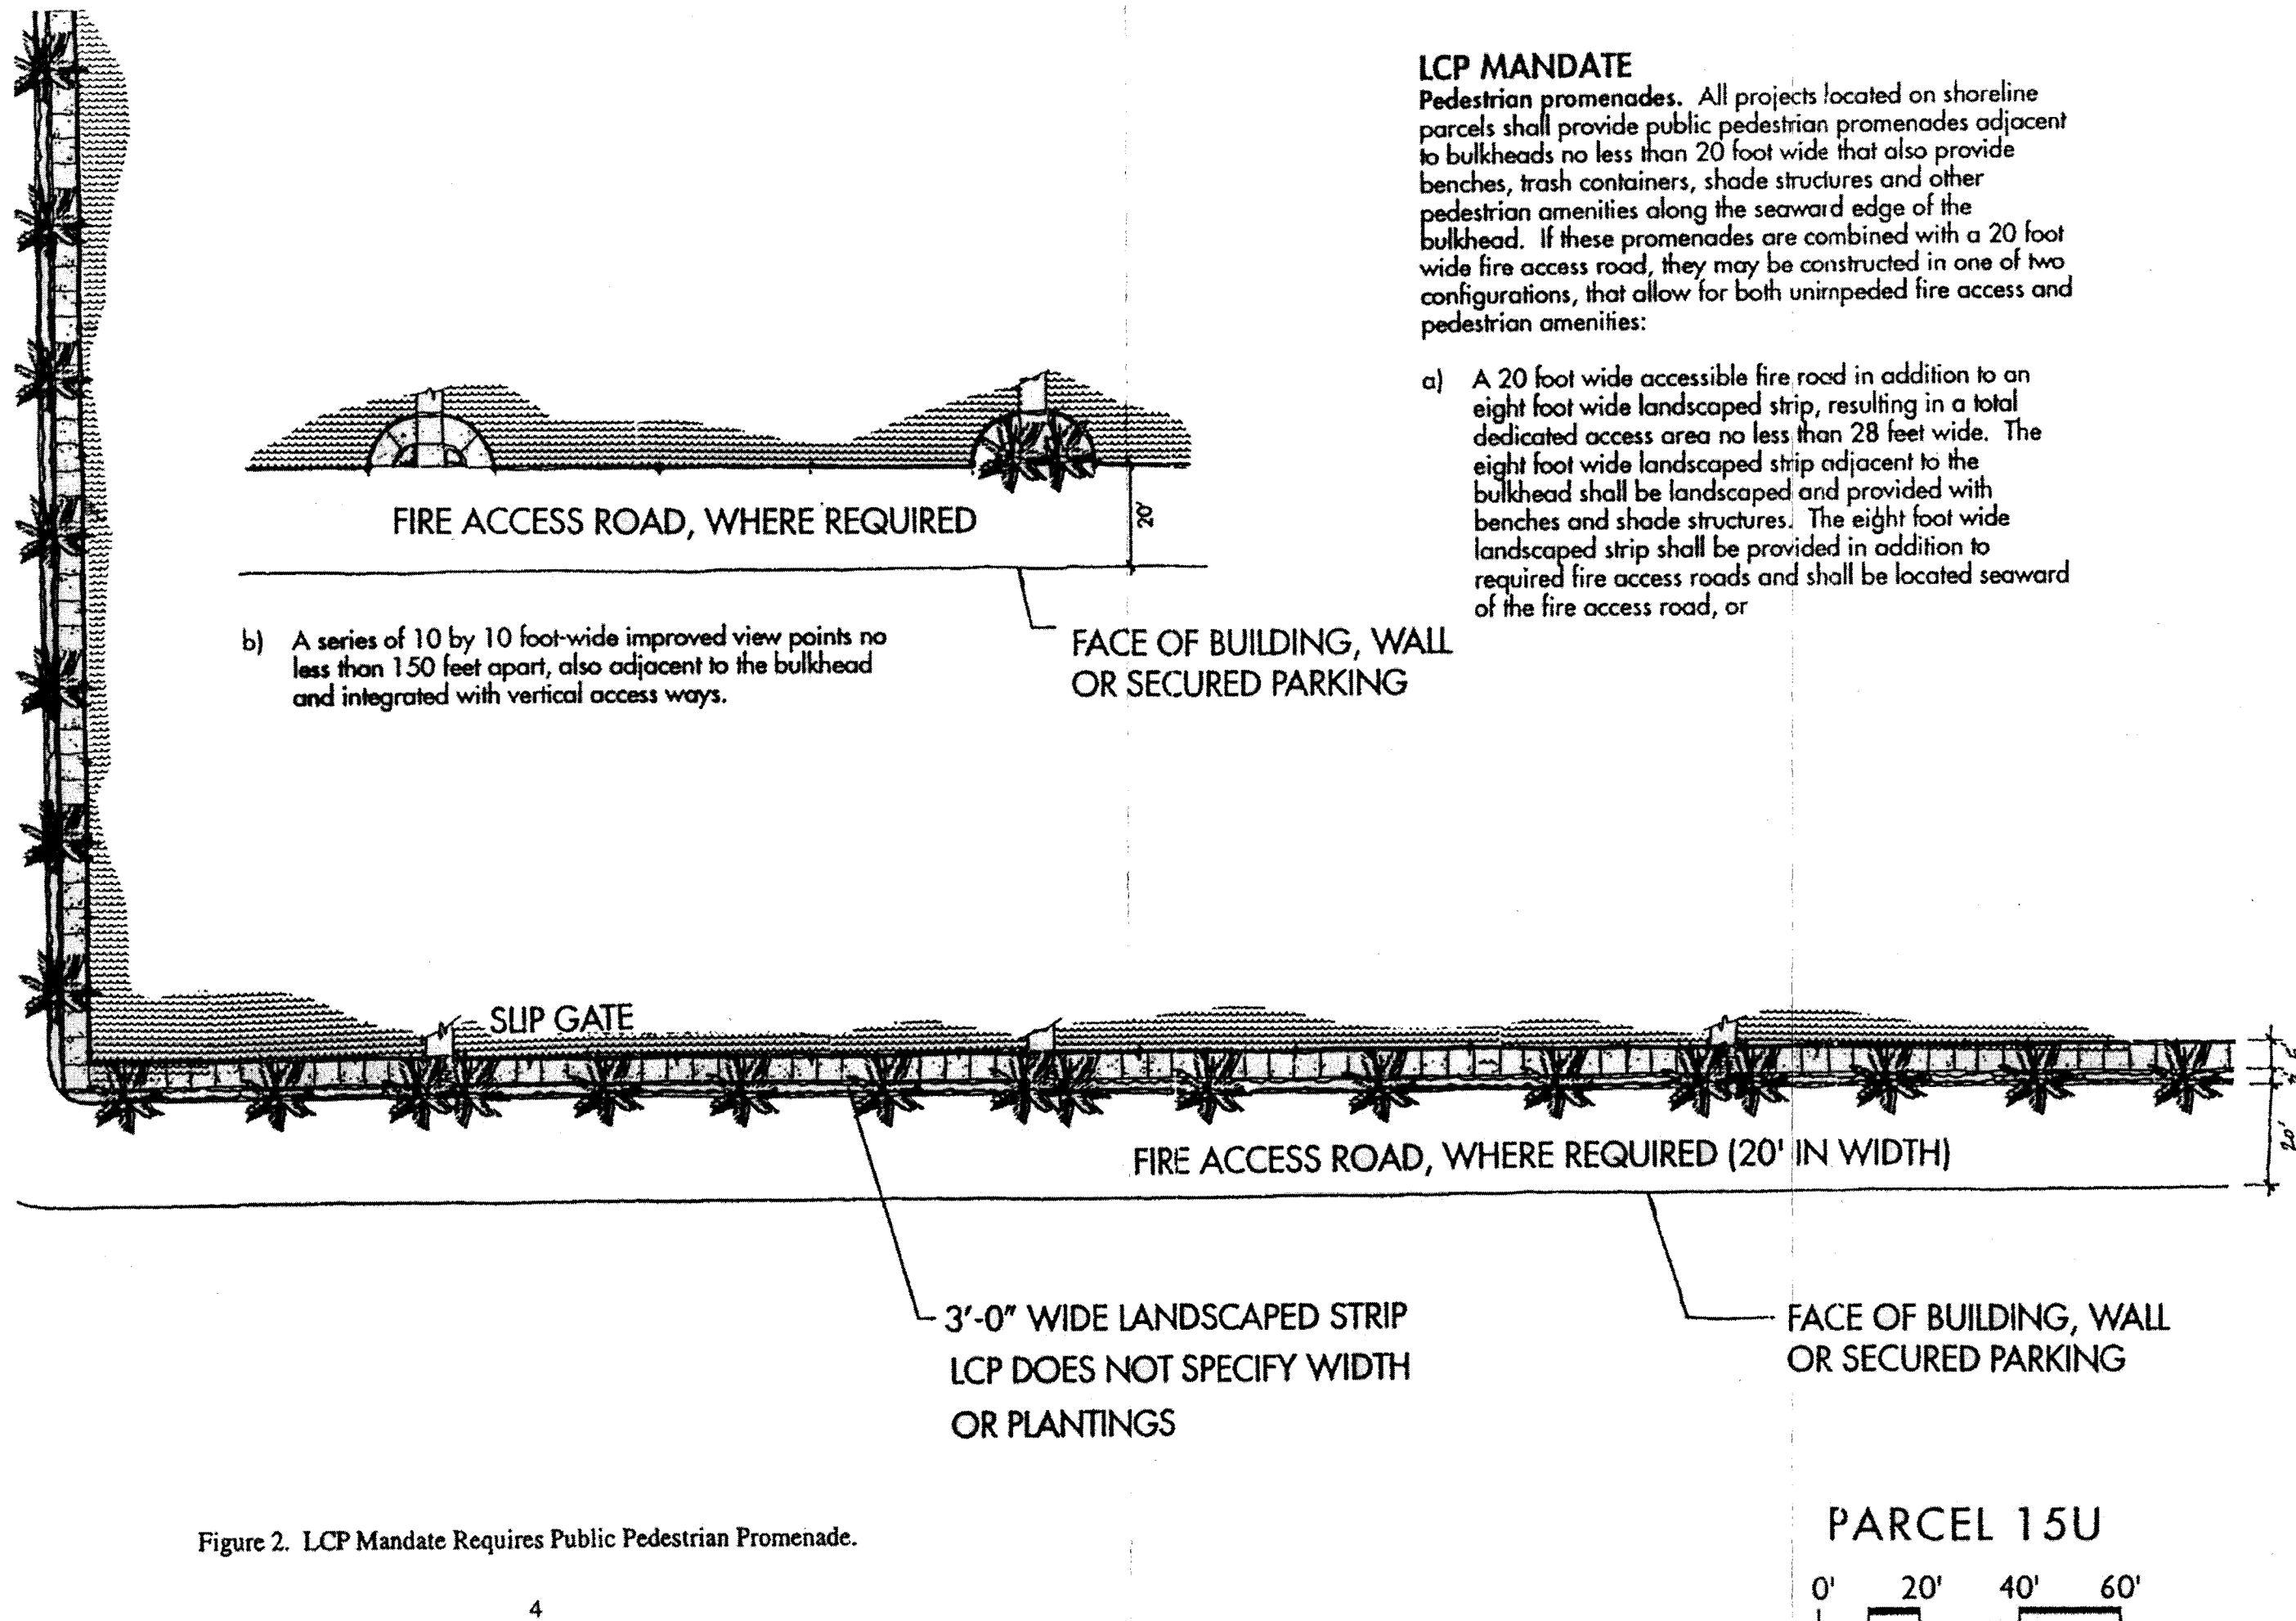 LCP MANDATE
Pedestrian promenades. All projects located on shoreline
parcels shall provide public pedestrian promenades adjacent
to bulkheads no less than 20 foot wide that also provide
benches, trash containers, shade structures and other
pedestrian amenities along the seaward edge of the
bulkhead. If these promenades are combined with a 20 foot
wide fire access road, they may be constructed in one of two
configurations, that allow for both unimpeded fire access and
pedestrian amenities:
a) A 20 foot wide accessible fire road in addition to an
eight foot wide landscaped strip, resulting in a total
dedicated access area no less than 28 feet wide. The
eight foot wide landscaped strip adjacent to the
bulkhead shall be landscaped and provided with
benches and shade structures. The eight foot wide
landscaped strip shall be provided in addition to
required fire access roads and shall be located seaward
of the fire access road, or
FIRE ACCESS ROAD, WHERE REQUIRED
20'
b) A series of 10 by 10 foot-wide improved view points no
less than 150 feet apart, also adjacent to the bulkhead
and integrated with vertical access ways.
FACE OF BUILDING, WALL
OR SECURED PARKING
SLIP GATE
FIRE ACCESS ROAD, WHERE REQUIRED (20' IN WIDTH)
20'
3'-0" WIDE LANDSCAPED STRIP
LCP DOES NOT SPECIFY WIDTH
OR PLANTINGS
FACE OF BUILDING, WALL
OR SECURED PARKING
PARCEL 15U
0' 20' 40' 60'
Figure 2. LCP Mandate Requires Public Pedestrian Promenade.
4